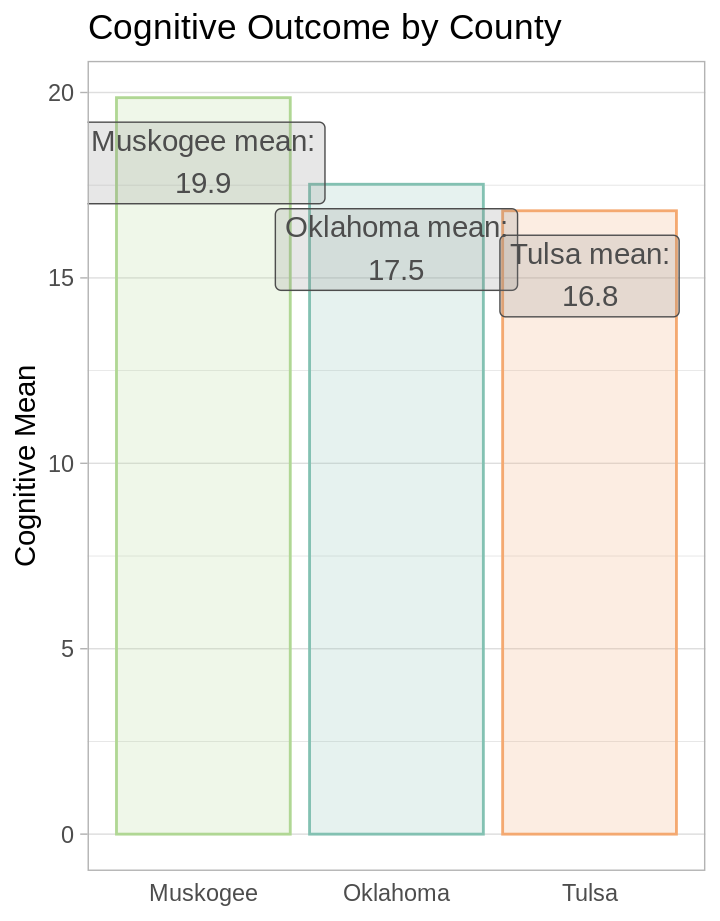 Cognitive Outcome by County
Cognitive Mean
20
15
10
5
0
Muskogee mean:
19.9
Oklahoma mean:
17.5
Tulsa mean:
16.8
Muskogee
Oklahoma
Tulsa